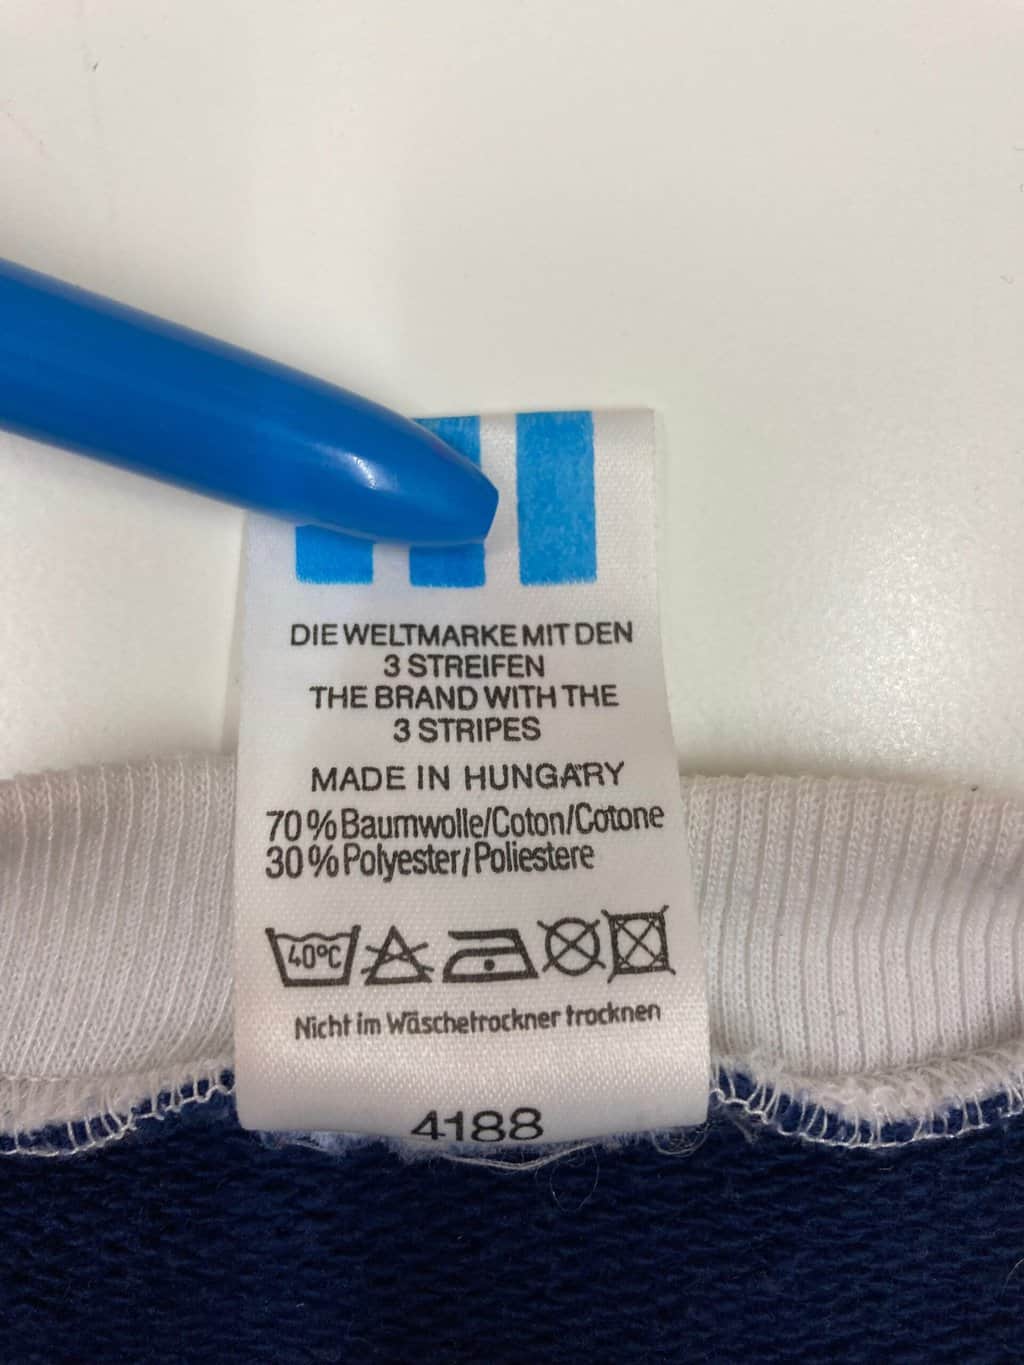 DIE WELTMARKE MIT DEN
3 STREIFEN
THE BRAND WITH THE
3 STRIPES
MADE IN HUNGARY
70% Baumwolle/Coton/Cotone
30% Polyester/Poliestere
40°C
Nicht im Wäschetrockner trocknen
4188